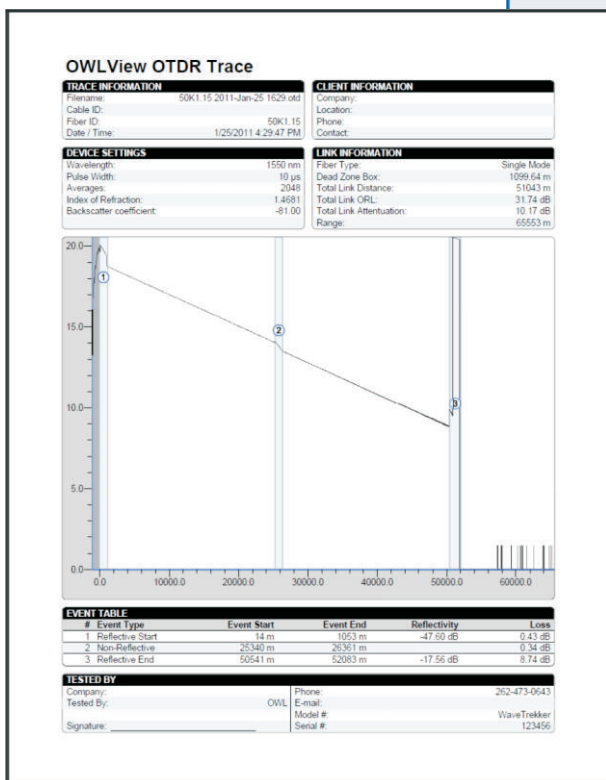 OWLView OTDR Trace
TRACE INFORMATION
Filename: 50K1.15 2011-Jan-25 1629.otd
Cable ID:
Fiber ID: 50K1.15
Date / Time: 1/25/2011 4:29:47 PM
CLIENT INFORMATION
Company:
Location:
Phone:
Contact:
DEVICE SETTINGS
Wavelength: 1550 nm
Pulse Width: 10 µs
Averages: 2048
Index of Refraction: 1.4681
Backscatter coefficient: -81.00
LINK INFORMATION
Fiber Type: Single Mode
Dead Zone Box: 1099.64 m
Total Link Distance: 51043 m
Total Link ORL: 31.74 dB
Total Link Attentuation: 10.17 dB
Range: 65553 m
20.0
1
15.0
2
10.0
3
5.0
0.0
0.0 10000.0 20000.0 30000.0 40000.0 50000.0 60000.0
EVENT TABLE
# Event Type Event Start Event End Reflectivity Loss
1 Reflective Start 14 m 1053 m -47.60 dB 0.43 dB
2 Non-Reflective 25340 m 26361 m 0.34 dB
3 Reflective End 50541 m 52083 m -17.56 dB 8.74 dB
TESTED BY
Company: Phone: 262-473-0643
Tested By: OWL E-mail:
Model #: WaveTrekker
Signature: Serial #: 123456